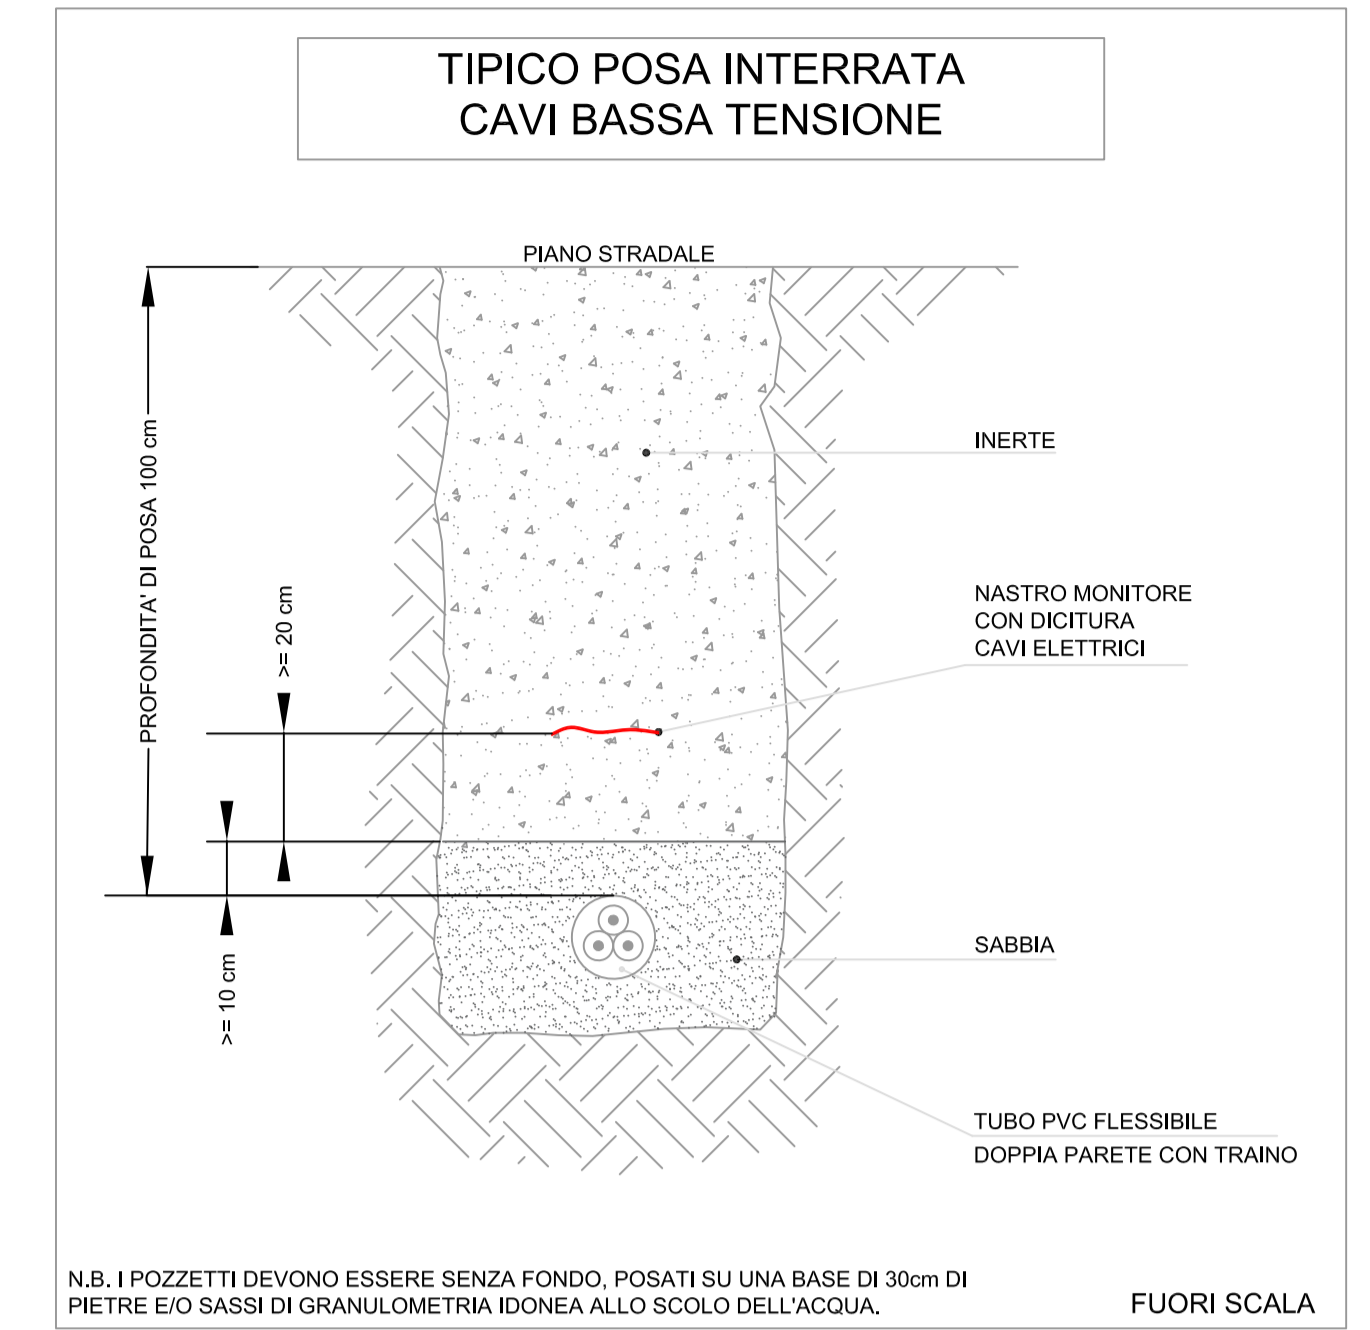 TIPICO POSA INTERRATA
CAVI BASSA TENSIONE
PIANO STRADALE
PROFONDITA' DI POSA 100 cm
>= 20 cm
>= 10 cm
INERTE
NASTRO MONITORE
CON DICITURA
CAVI ELETTRICI
SABBIA
TUBO PVC FLESSIBILE
DOPPIA PARETE CON TRAINO
N.B. I POZZETTI DEVONO ESSERE SENZA FONDO, POSATI SU UNA BASE DI 30cm DI
PIETRE E/O SASSI DI GRANULOMETRIA IDONEA ALLO SCOLO DELL'ACQUA.
FUORI SCALA